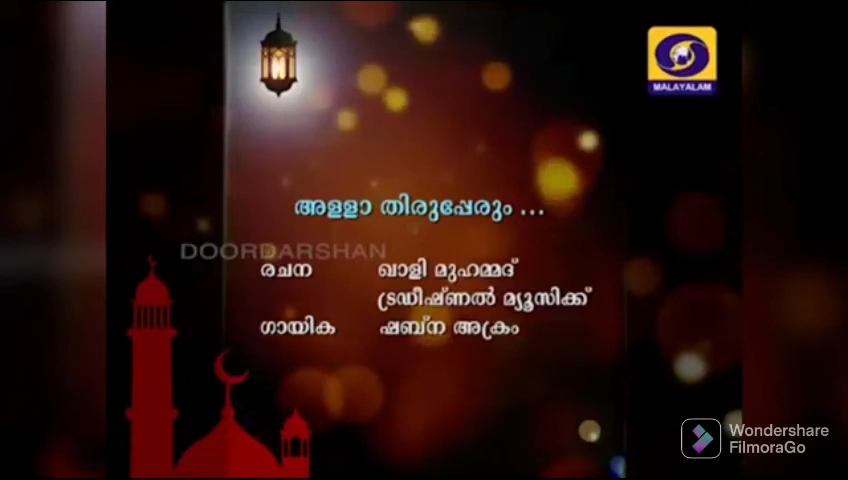 MALAYALAM
അള്ളാ തിരുപ്പേരും ...
DOORDARSHAN
രചന ഖാളി മുഹമ്മദ്
ട്രഡീഷ്ണൽ മ്യൂസിക്ക്
ഗായിക ഷബ്ന അക്രം
Wondershare
FilmoraGo